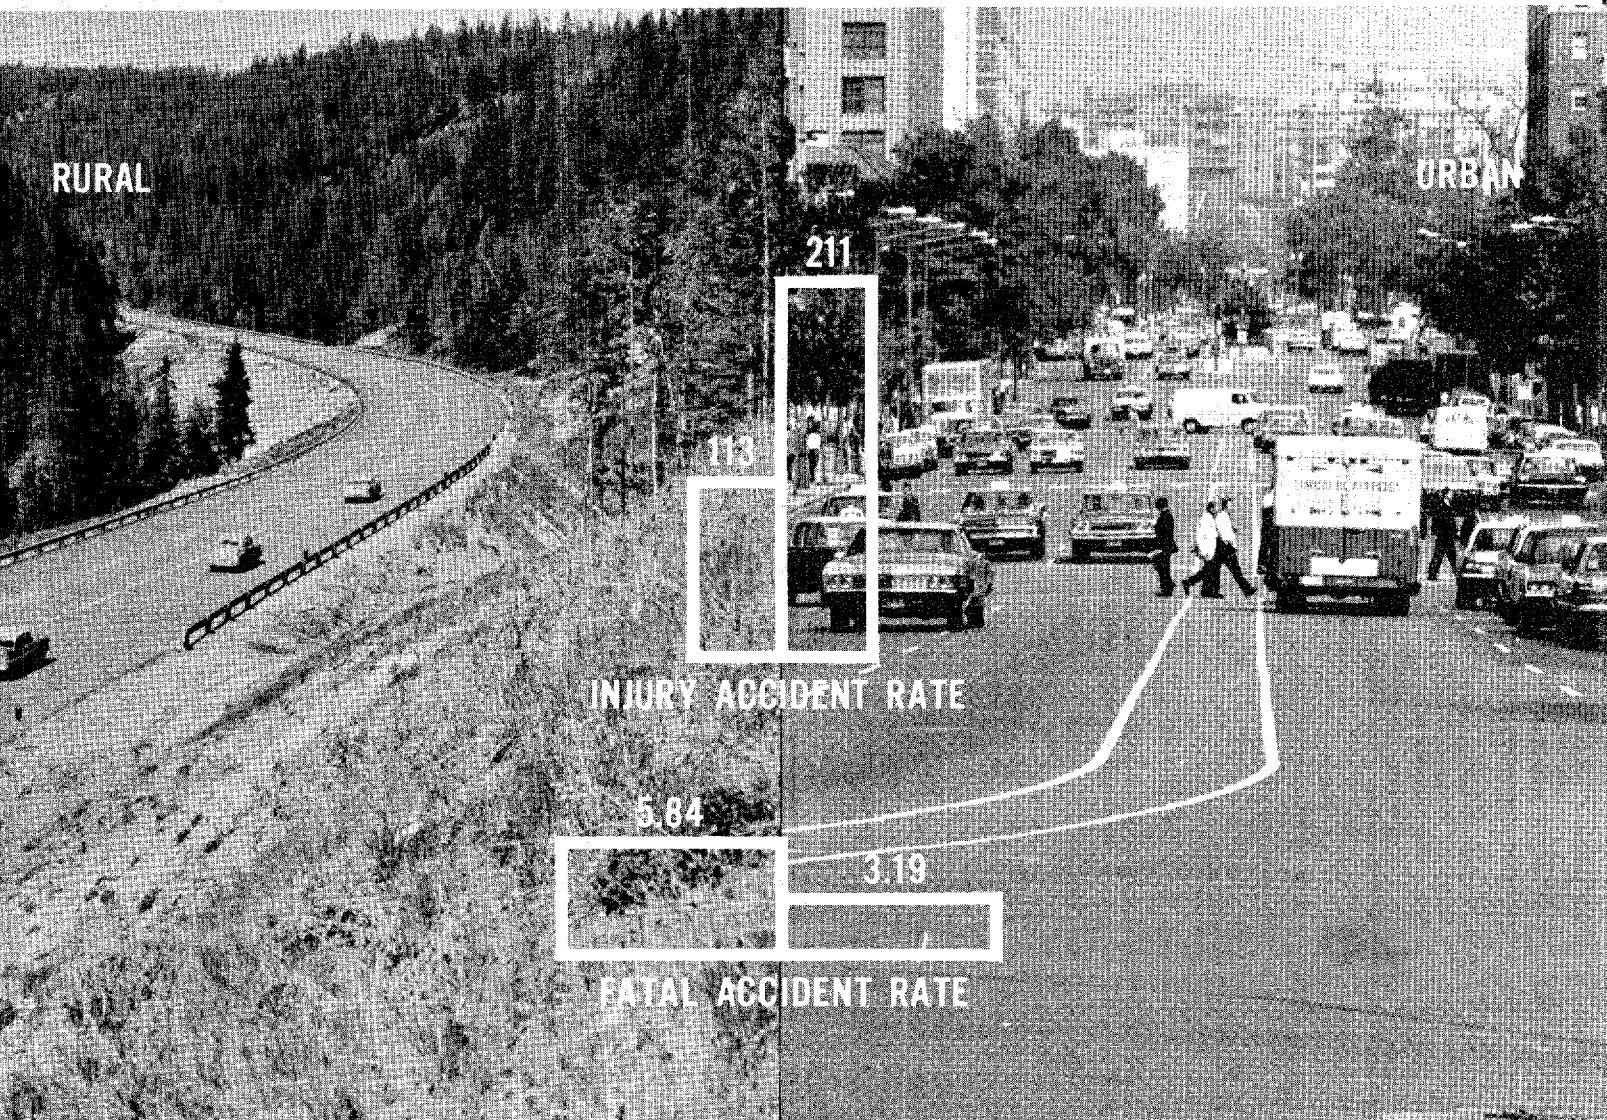 RURAL
URBAN
211
113
INJURY ACCIDENT RATE
5.84
3.19
FATAL ACCIDENT RATE